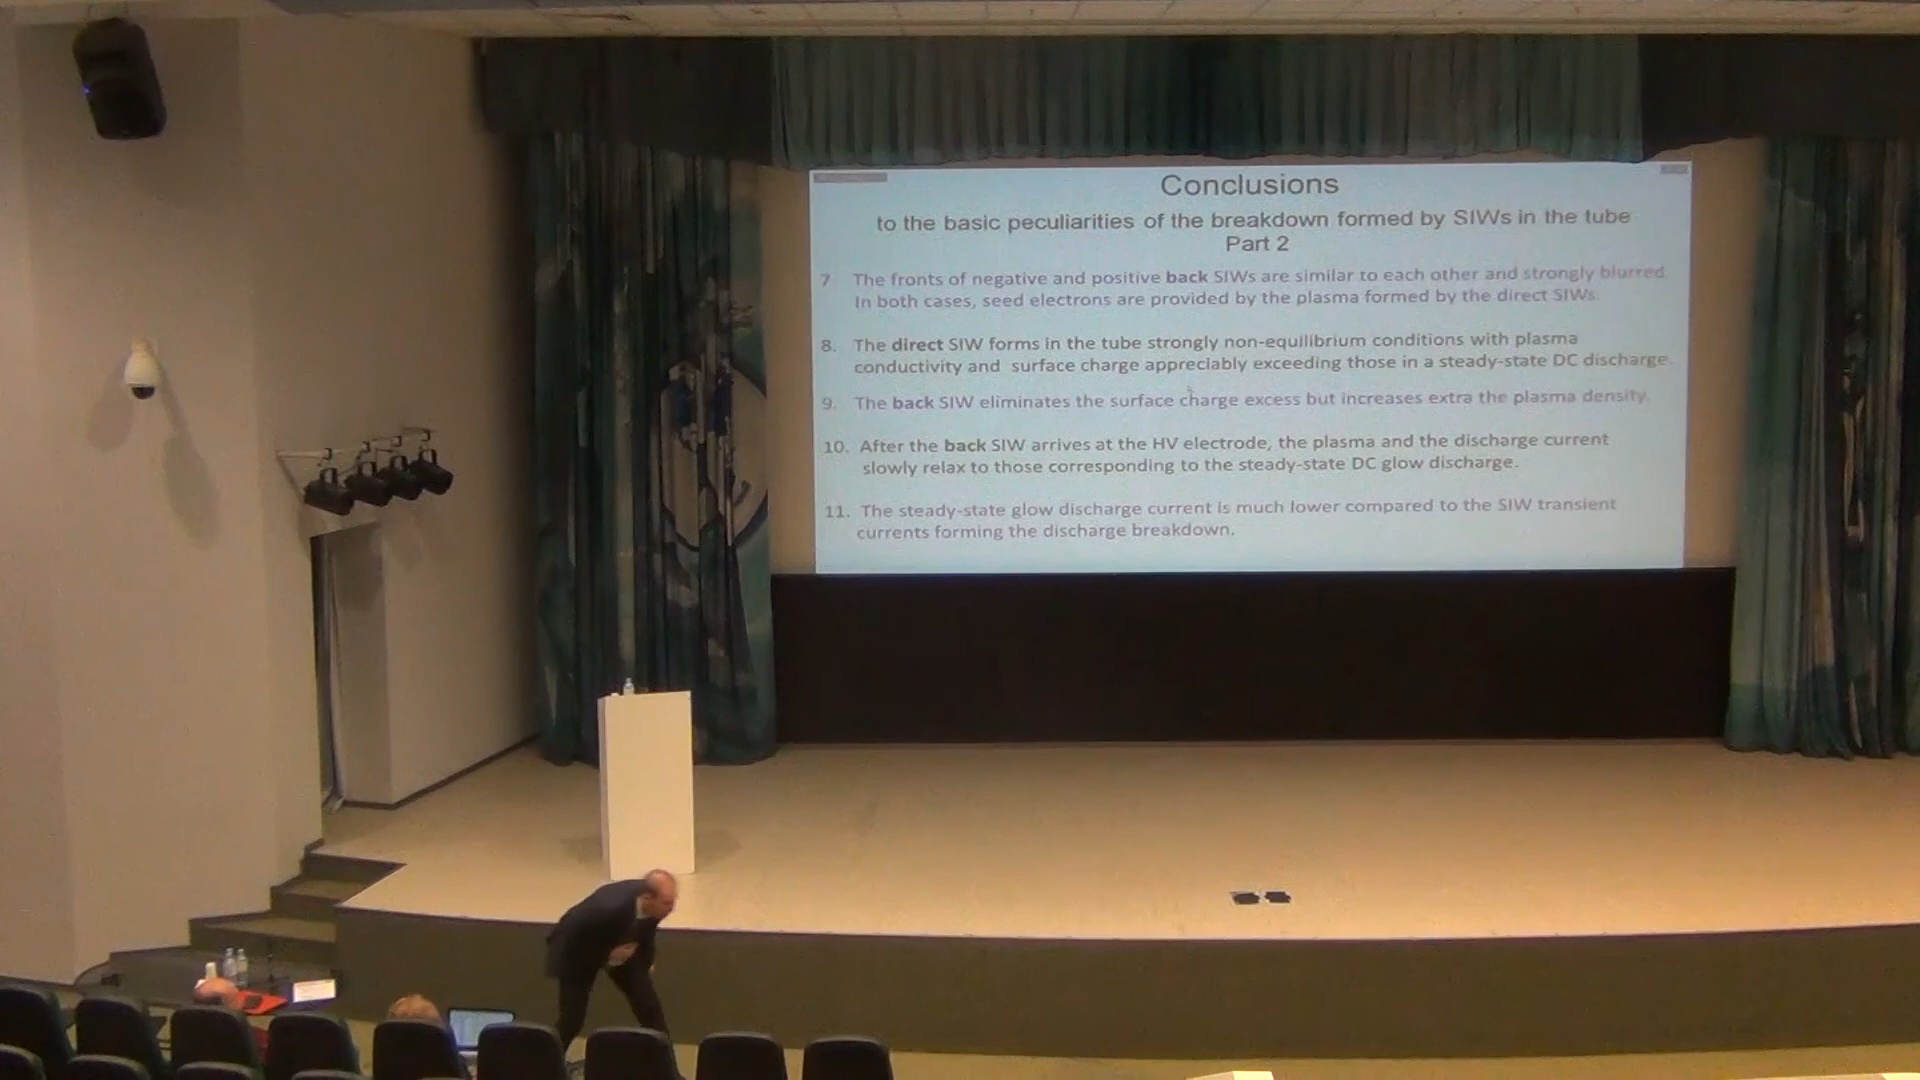 Conclusions
to the basic peculiarities of the breakdown formed by SIWs in the tube
Part 2
7 The fronts of negative and positive back SIWs are similar to each other and strongly blurred.
In both cases, seed electrons are provided by the plasma formed by the direct SIWs.
8. The direct SIW forms in the tube strongly non-equilibrium conditions with plasma
conductivity and surface charge appreciably exceeding those in a steady-state DC discharge.
9. The back SIW eliminates the surface charge excess but increases extra the plasma density.
10. After the back SIW arrives at the HV electrode, the plasma and the discharge current
slowly relax to those corresponding to the steady-state DC glow discharge.
11. The steady-state glow discharge current is much lower compared to the SIW transient
currents forming the discharge breakdown.